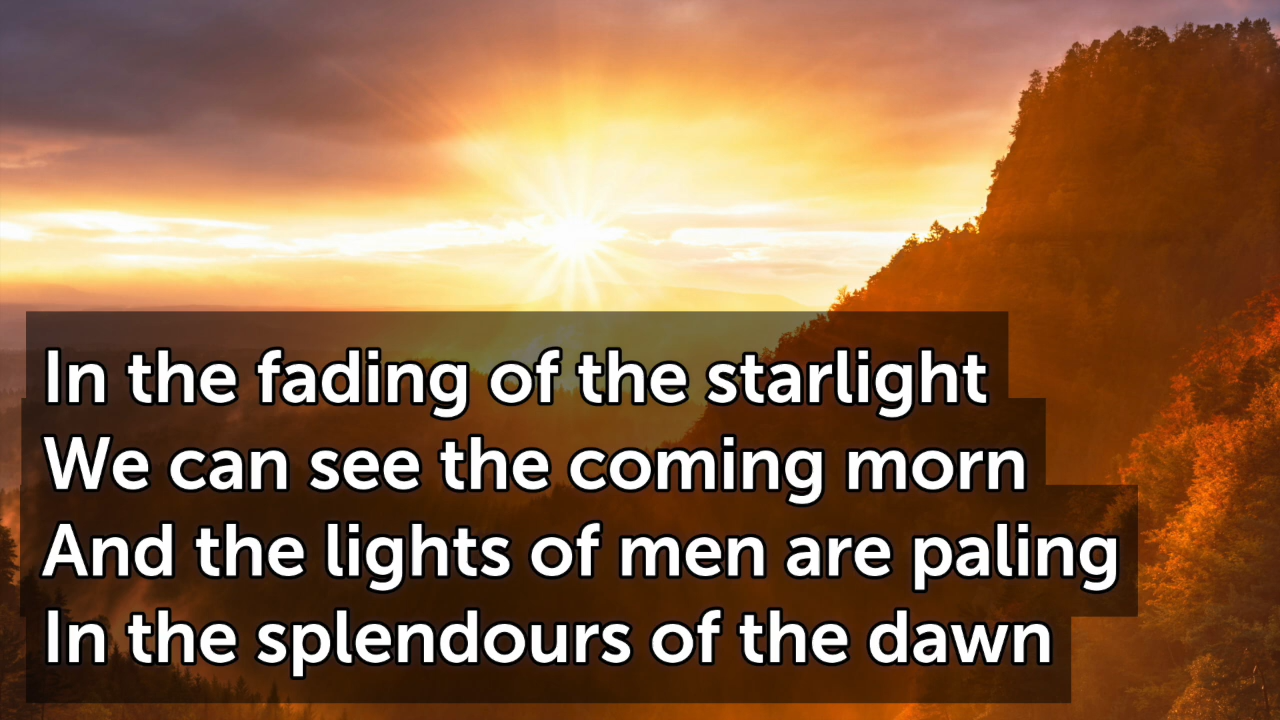 In the fading of the starlight
We can see the coming morn
And the lights of men are paling
In the splendours of the dawn